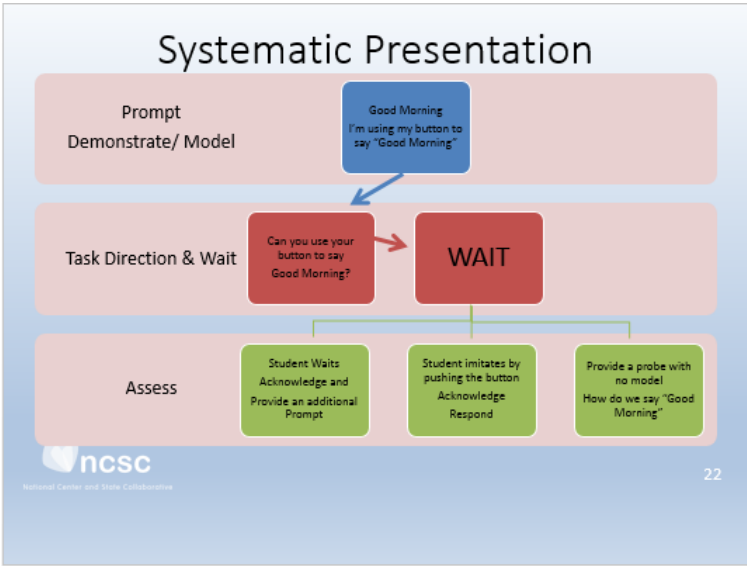 Systematic Presentation
Prompt
Demonstrate/ Model
Good Morning
I'm using my button to
say "Good Morning"
Task Direction & Wait
Can you use your
button to say
Good Morning?
WAIT
Assess
Student Waits
Acknowledge and
Provide an additional
Prompt
Student imitates by
pushing the button
Acknowledge
Respond
Provide a probe with
no model
How do we say "Good
Morning"
ncsc
National Center and State Collaborative
22